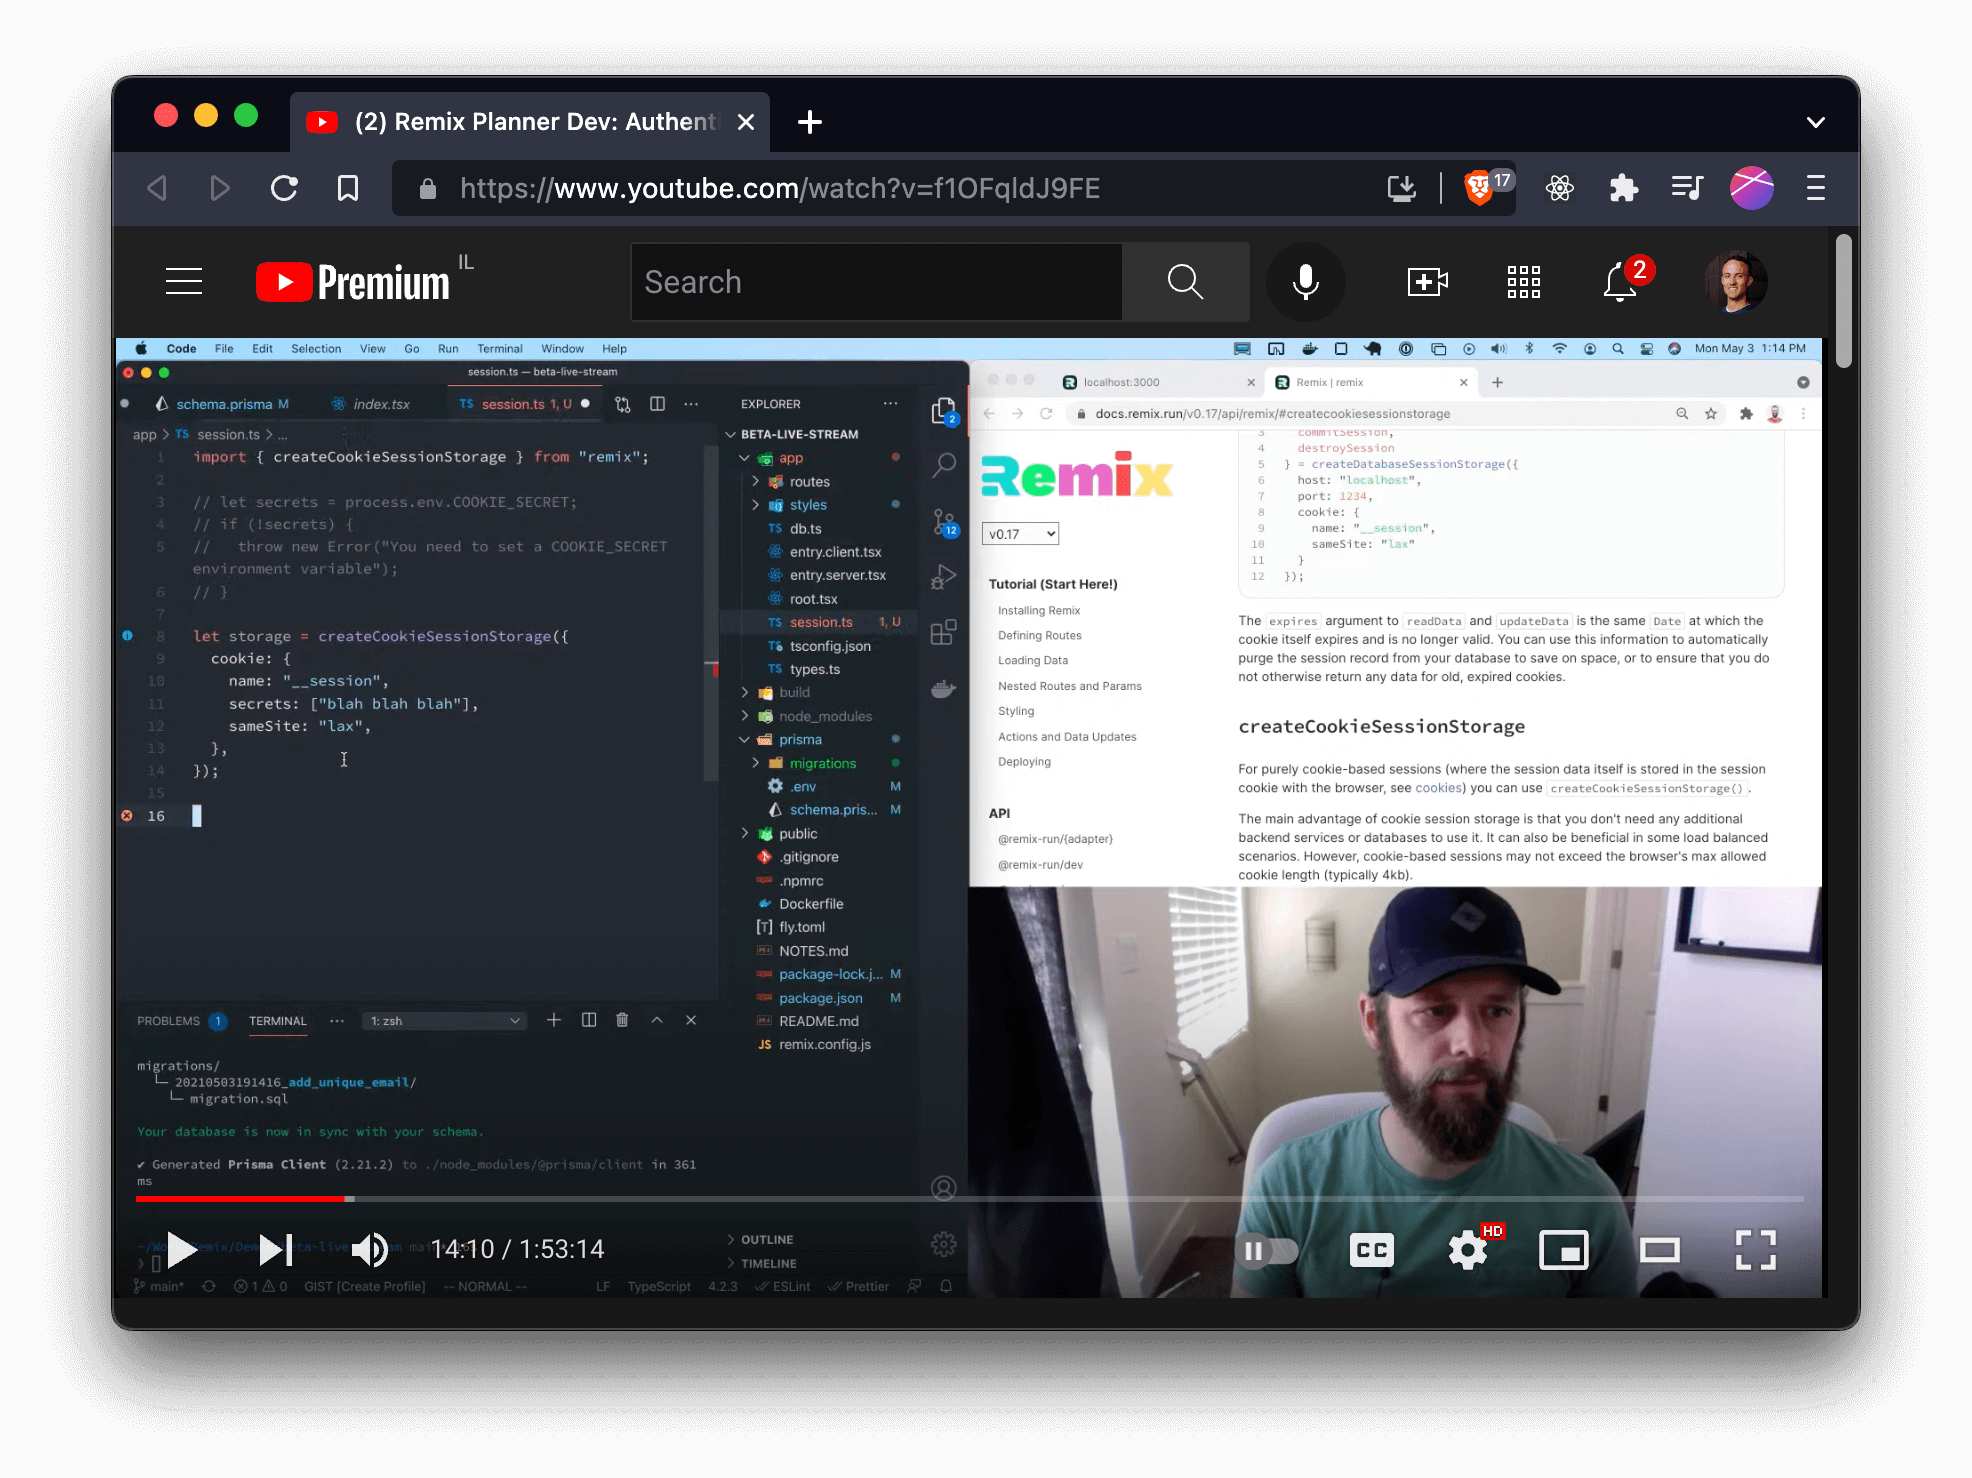 (2) Remix Planner Dev: Authenti
https://www.youtube.com/watch?v=f1OFqldJ9FE
17
Premium IL
Search
2
Code File Edit Selection View Go Run Terminal Window Help
Mon May 3 1:14 PM
session.ts — beta-live-stream
schema.prisma M
index.tsx
TS session.ts 1, U
app > TS session.ts > ...
1 import { createCookieSessionStorage } from "remix";
2
3 // let secrets = process.env.COOKIE_SECRET;
4 // if (!secrets) {
5 // throw new Error("You need to set a COOKIE_SECRET
environment variable");
6 // }
7
8 let storage = createCookieSessionStorage({
9 cookie: {
10 name: "__session",
11 secrets: ["blah blah blah"],
12 sameSite: "lax",
13 },
14 });
15
16
EXPLORER
BETA-LIVE-STREAM
app
routes
styles
TS db.ts
entry.client.tsx
entry.server.tsx
root.tsx
TS session.ts 1, U
tsconfig.json
TS types.ts
build
node_modules
prisma
migrations
.env M
schema.pris... M
public
.gitignore
.npmrc
Dockerfile
fly.toml
NOTES.md
package-lock.j... M
package.json M
README.md
JS remix.config.js
OUTLINE
TIMELINE
2
12
PROBLEMS 1 TERMINAL ... 1: zsh
migrations/
└─ 20210503191416_add_unique_email/
└─ migration.sql
Your database is now in sync with your schema.
✔ Generated Prisma Client (2.21.2) to ./node_modules/@prisma/client in 361
ms
14:10 / 1:53:14
main* 1 0 GIST [Create Profile] -- NORMAL -- LF TypeScript 4.2.3 ESLint Prettier
localhost:3000
Remix | remix
docs.remix.run/v0.17/api/remix/#createcookiesessionstorage
Remix
v0.17
Tutorial (Start Here!)
Installing Remix
Defining Routes
Loading Data
Nested Routes and Params
Styling
Actions and Data Updates
Deploying
API
@remix-run/{adapter}
@remix-run/dev
3 commitSession,
4 destroySession
5 } = createDatabaseSessionStorage({
6 host: "localhost",
7 port: 1234,
8 cookie: {
9 name: "__session",
10 sameSite: "lax"
11 }
12 });
The expires argument to readData and updateData is the same Date at which the
cookie itself expires and is no longer valid. You can use this information to automatically
purge the session record from your database to save on space, or to ensure that you do
not otherwise return any data for old, expired cookies.
createCookieSessionStorage
For purely cookie-based sessions (where the session data itself is stored in the session
cookie with the browser, see cookies) you can use createCookieSessionStorage().
The main advantage of cookie session storage is that you don't need any additional
backend services or databases to use it. It can also be beneficial in some load balanced
scenarios. However, cookie-based sessions may not exceed the browser's max allowed
cookie length (typically 4kb).
CC
HD